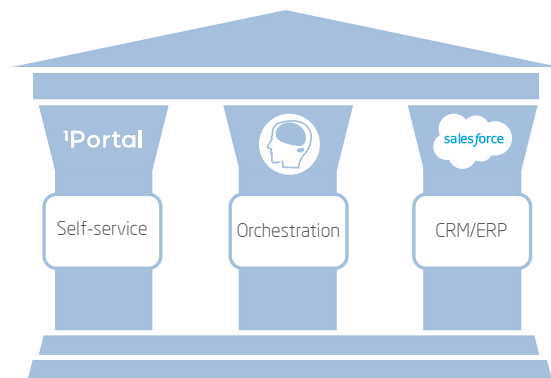 ¹Portal
salesforce
Self-service
Orchestration
CRM/ERP